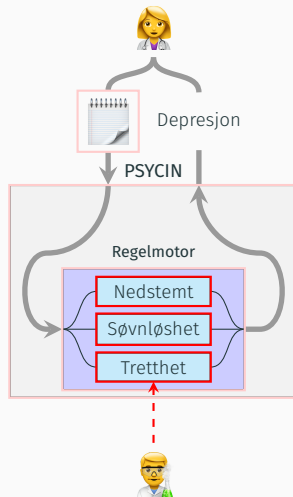 Depresjon
PSYCIN
Regelmotor
Nedstemt
Søvnløshet
Tretthet